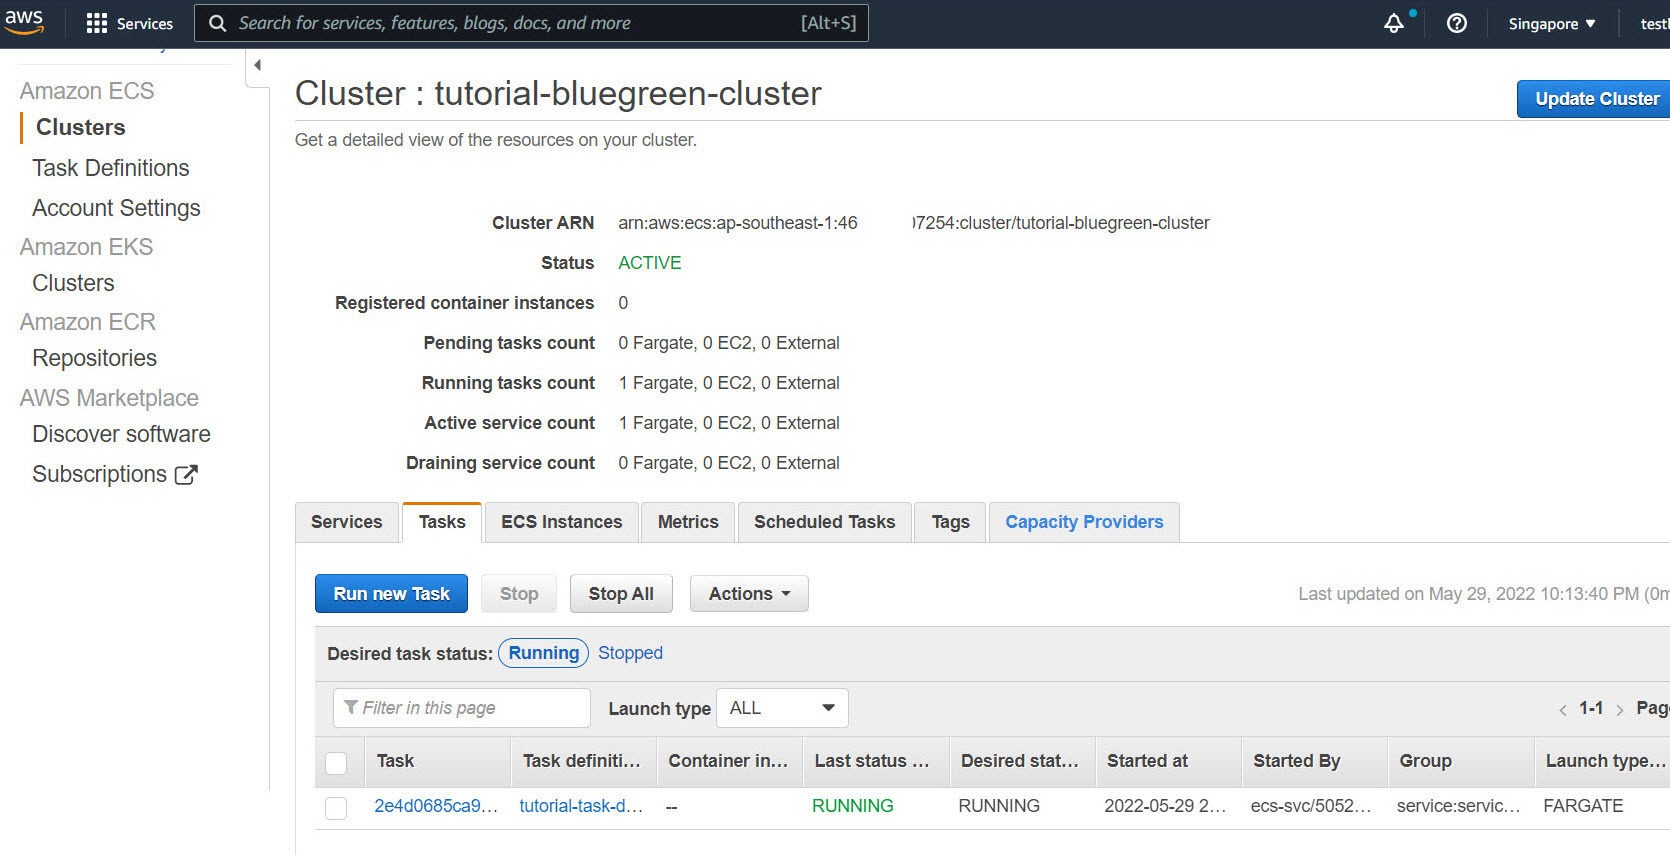 aws Services Search for services, features, blogs, docs, and more [Alt+S] Singapore
Amazon ECS
Clusters
Task Definitions
Account Settings
Amazon EKS
Clusters
Amazon ECR
Repositories
AWS Marketplace
Discover software
Subscriptions
Cluster : tutorial-bluegreen-cluster
Update Cluster
Get a detailed view of the resources on your cluster.
Cluster ARN arn:aws:ecs:ap-southeast-1:46 7254:cluster/tutorial-bluegreen-cluster
Status ACTIVE
Registered container instances 0
Pending tasks count 0 Fargate, 0 EC2, 0 External
Running tasks count 1 Fargate, 0 EC2, 0 External
Active service count 1 Fargate, 0 EC2, 0 External
Draining service count 0 Fargate, 0 EC2, 0 External
Services Tasks ECS Instances Metrics Scheduled Tasks Tags Capacity Providers
Run new Task Stop Stop All Actions Last updated on May 29, 2022 10:13:40 PM (0m
Desired task status: Running Stopped
Filter in this page Launch type ALL < 1-1 > Pag
Task Task definiti... Container in... Last status ... Desired stat... Started at Started By Group Launch type...
2e4d0685ca9... tutorial-task-d... -- RUNNING RUNNING 2022-05-29 2... ecs-svc/5052... service:servic... FARGATE